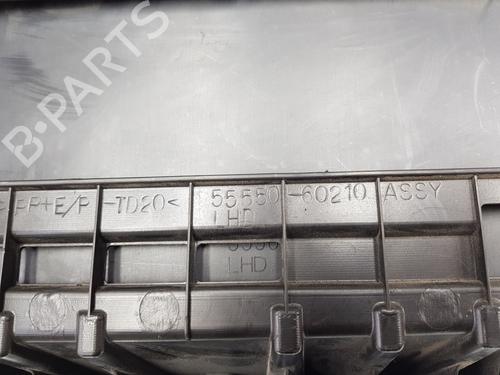 B-PARTS
>PP+E/P -TD20< 55550-60210 ASSY
LHD
LHD